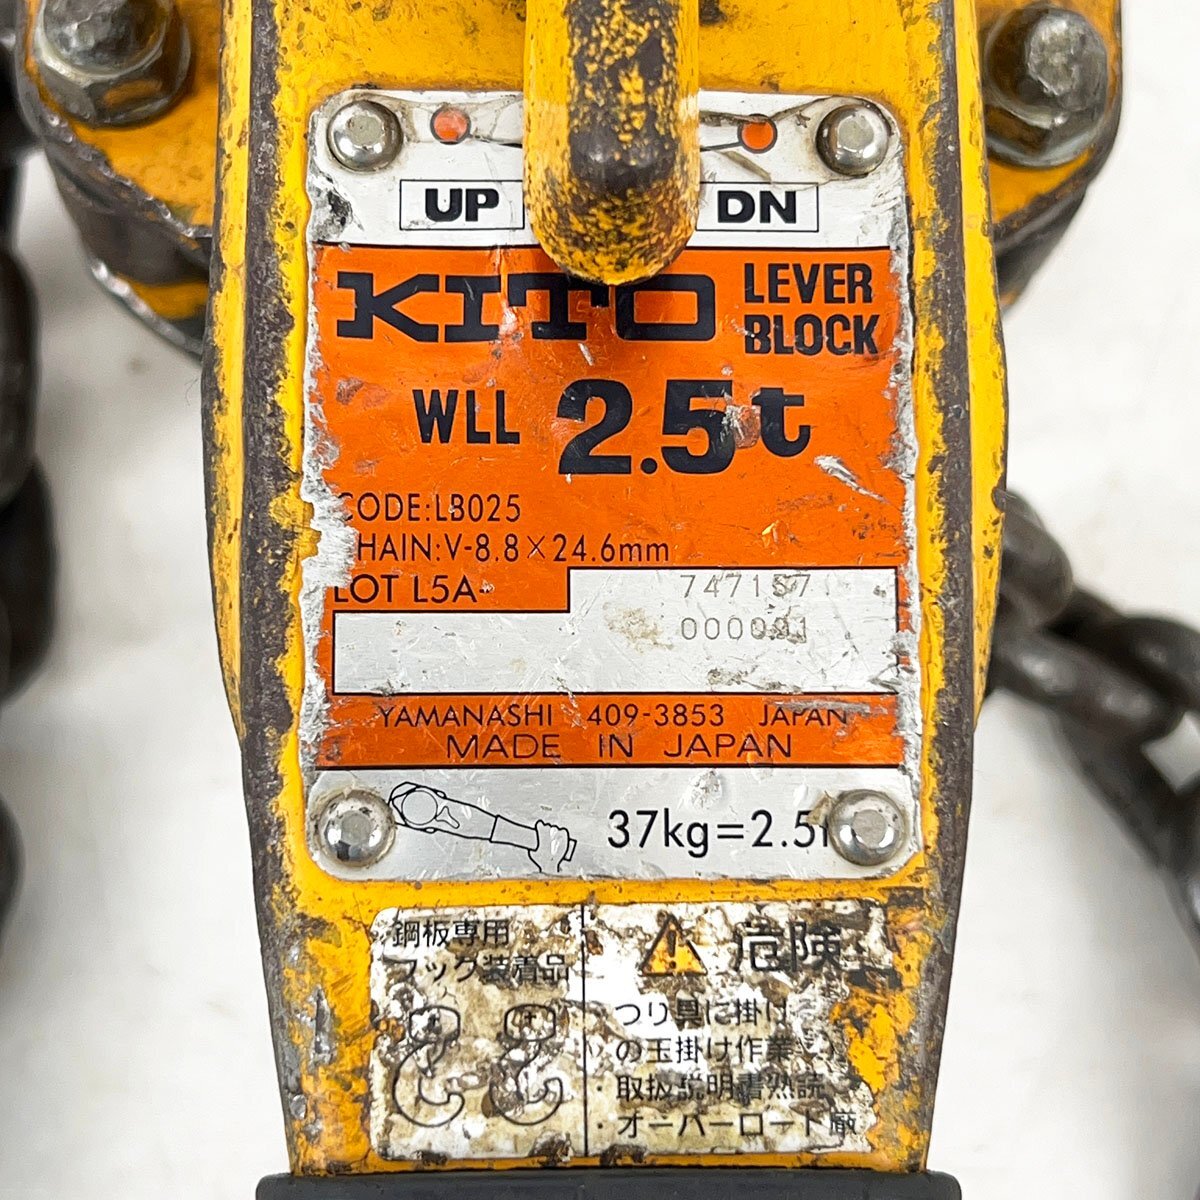 UP DN
KITO LEVER BLOCK
WLL 2.5t
CODE:LB025
CHAIN:V-8.8×24.6mm
LOT L5A-
747157
000001
YAMANASHI 409-3853 JAPAN
MADE IN JAPAN
37kg=2.5t
鋼板専用
フック装着品
危険
・つり具に掛け
の玉掛け作業
・取扱説明書熟読
・オーバーロード厳